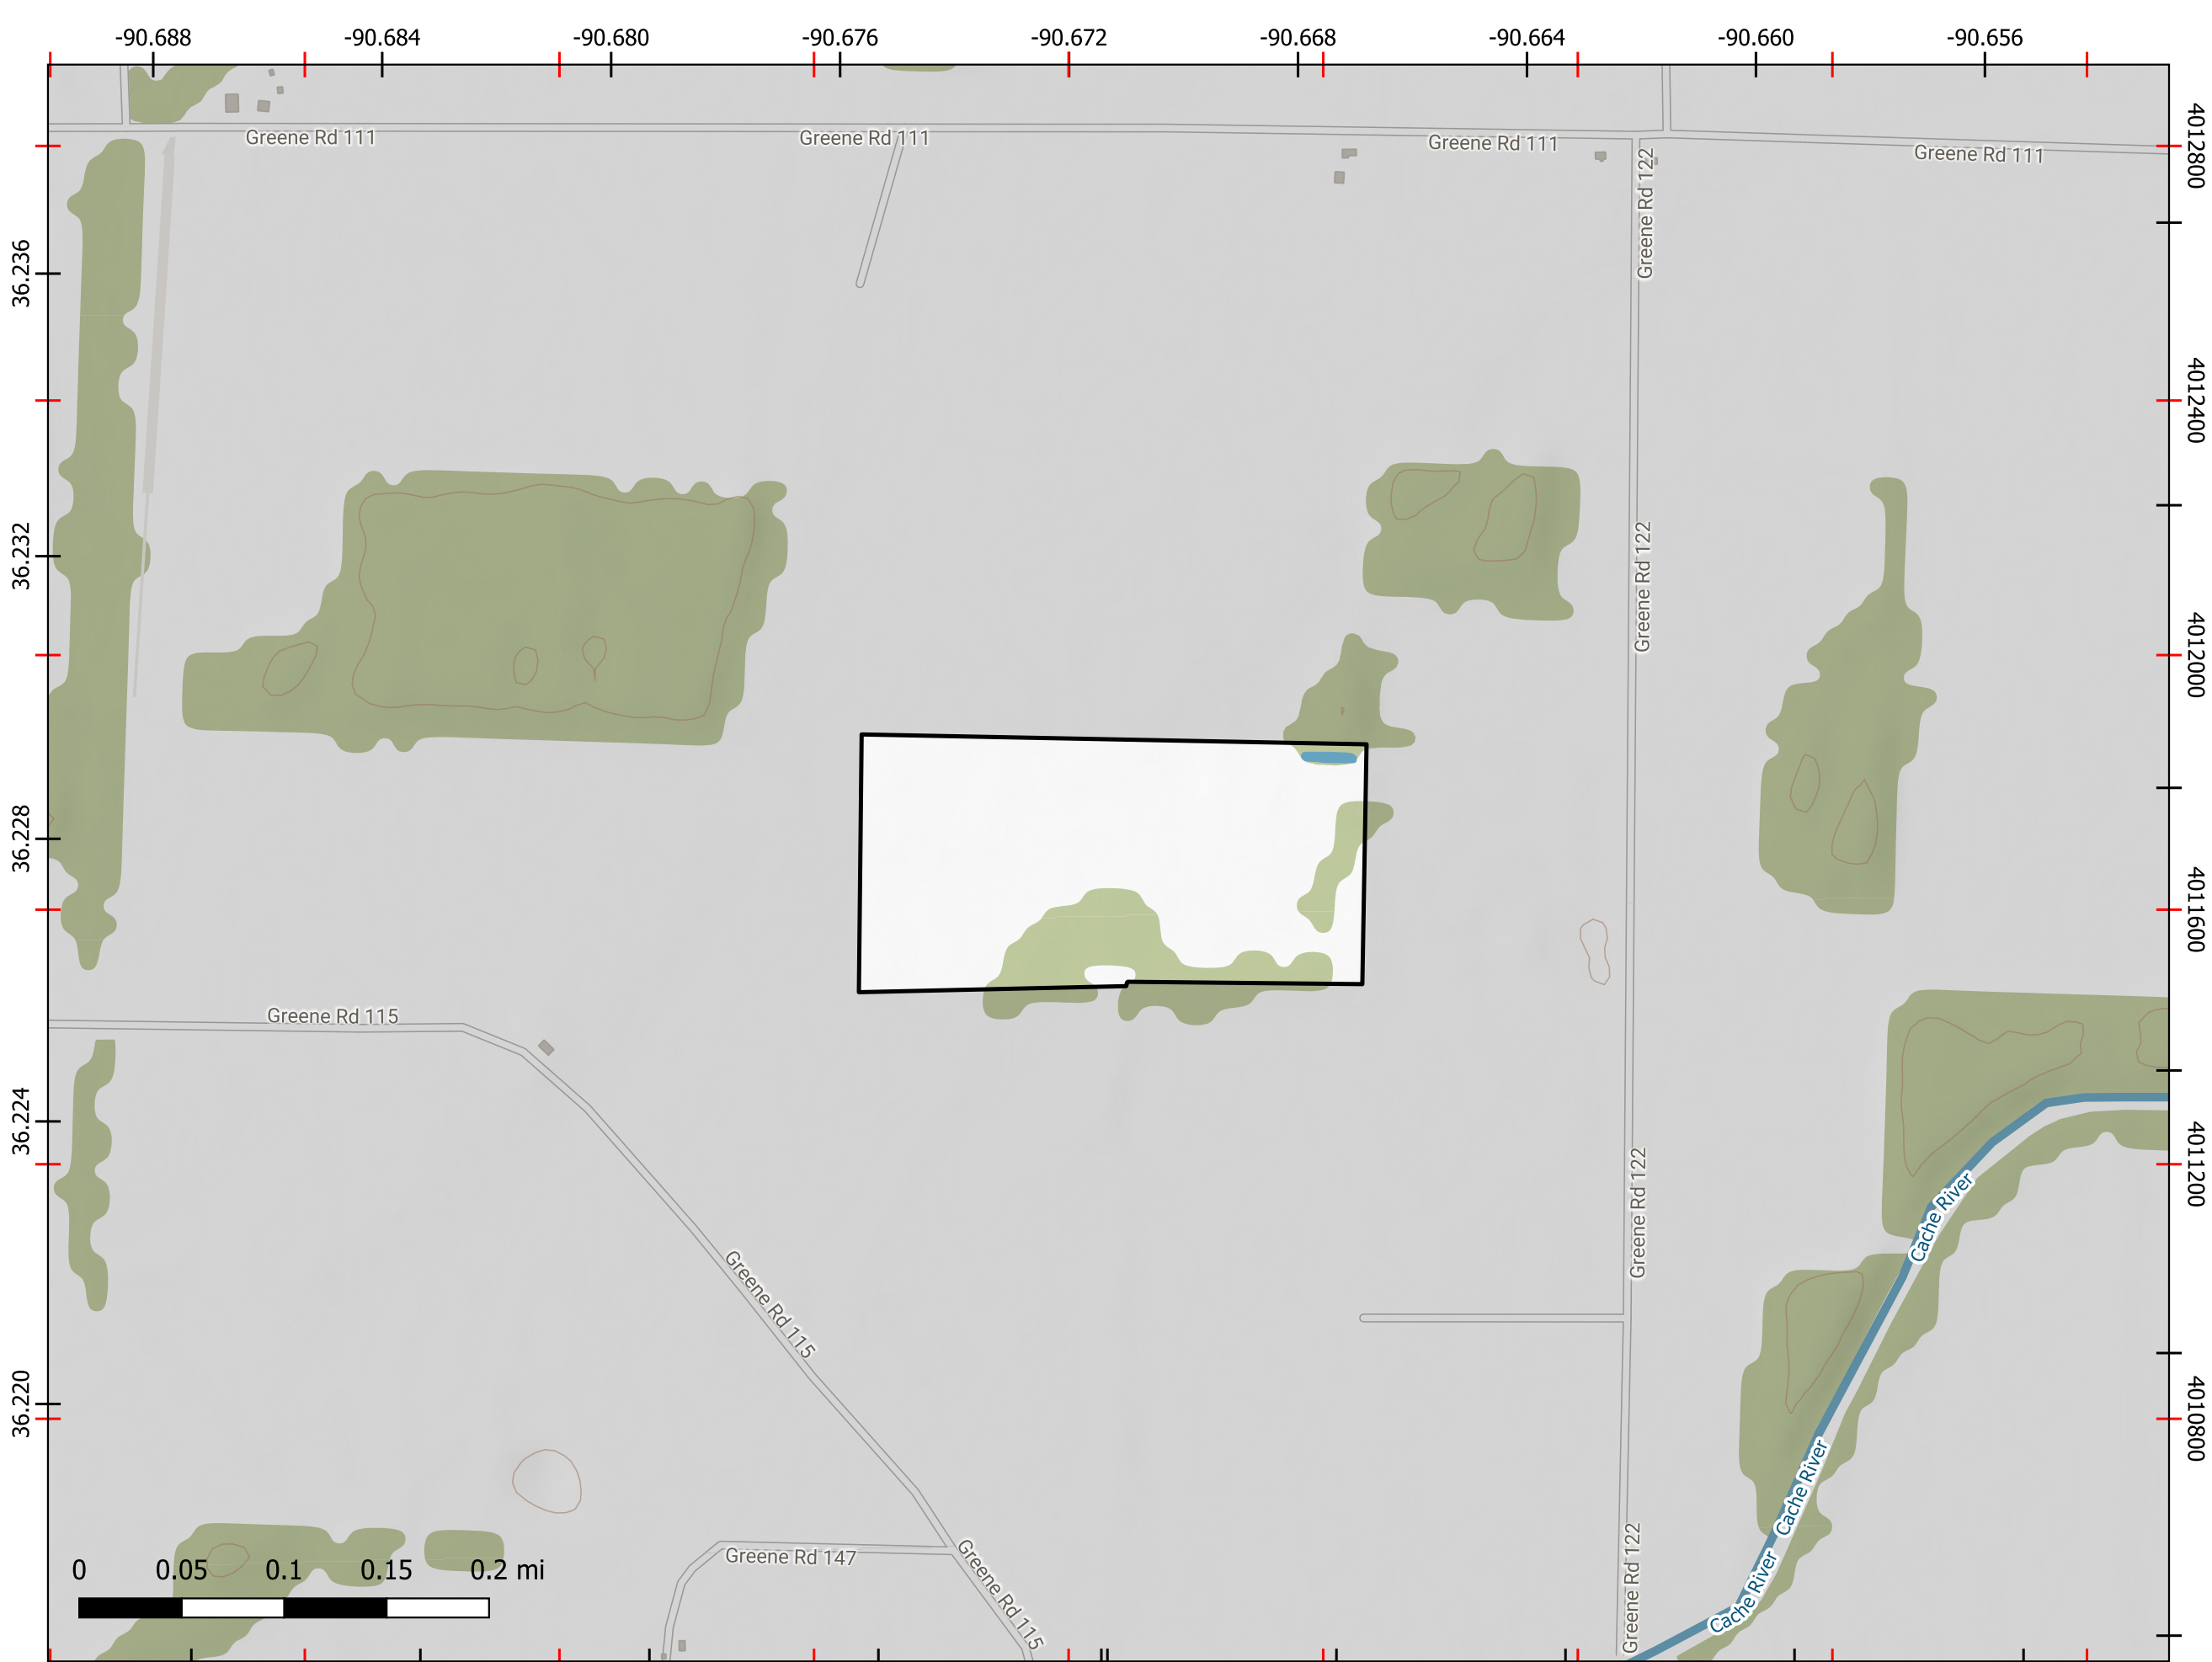 -90.688 -90.684 -90.680 -90.676 -90.672 -90.668 -90.664 -90.660 -90.656
Greene Rd 111
Greene Rd 111
Greene Rd 111
Greene Rd 111
4012800
Greene Rd 122
36.236
4012400
36.232
Greene Rd 122
4012000
36.228
4011600
Greene Rd 115
36.224
4011200
Greene Rd 122
Cache River
Greene Rd 115
36.220
4010800
Cache River
Greene Rd 147
Greene Rd 115
Greene Rd 122
Cache River
0 0.05 0.1 0.15 0.2 mi